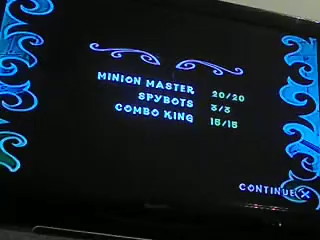 MINION MASTER 20/20
SPYBOTS 3/3
COMBO KING 15/15
CONTINUE X